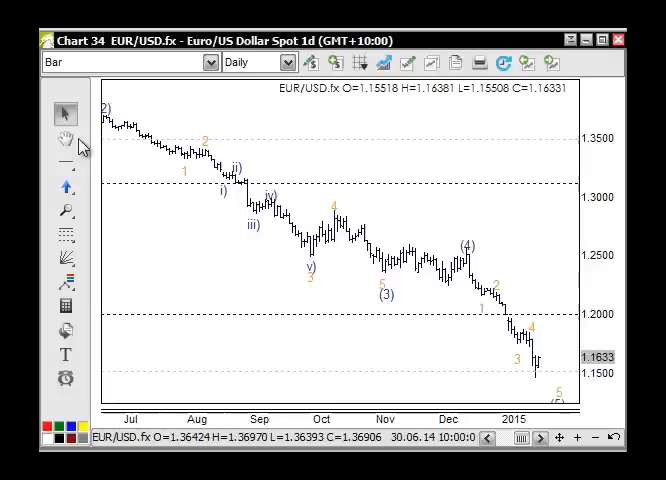 Chart 34 EUR/USD.fx - Euro/US Dollar Spot 1d (GMT+10:00)
Bar Daily
EUR/USD.fx O=1.15518 H=1.16381 L=1.15508 C=1.16331
2)
2
1.3500
1
ii)
i)
iv)
1.3000
4
iii)
(4)
1.2500
v)
3
5
(3)
2
1
1.2000
4
3
1.1633
1.1500
5
(5)
Jul Aug Sep Oct Nov Dec 2015
T
EUR/USD.fx O=1.36424 H=1.36970 L=1.36393 C=1.36906 30.06.14 10:00:0